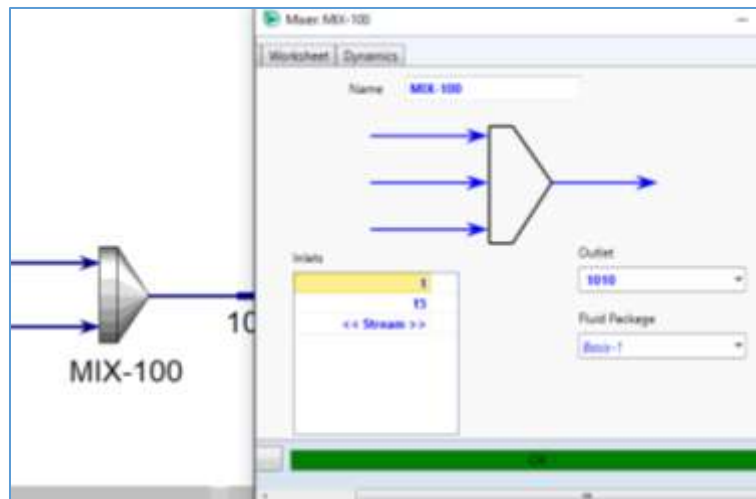 Mixer: MIX-100
Worksheet Dynamics
Name MIX-100
Inlets
1
15
<< Stream >>
Outlet
1010
Fluid Package
Basis-1
OK
MIX-100
10